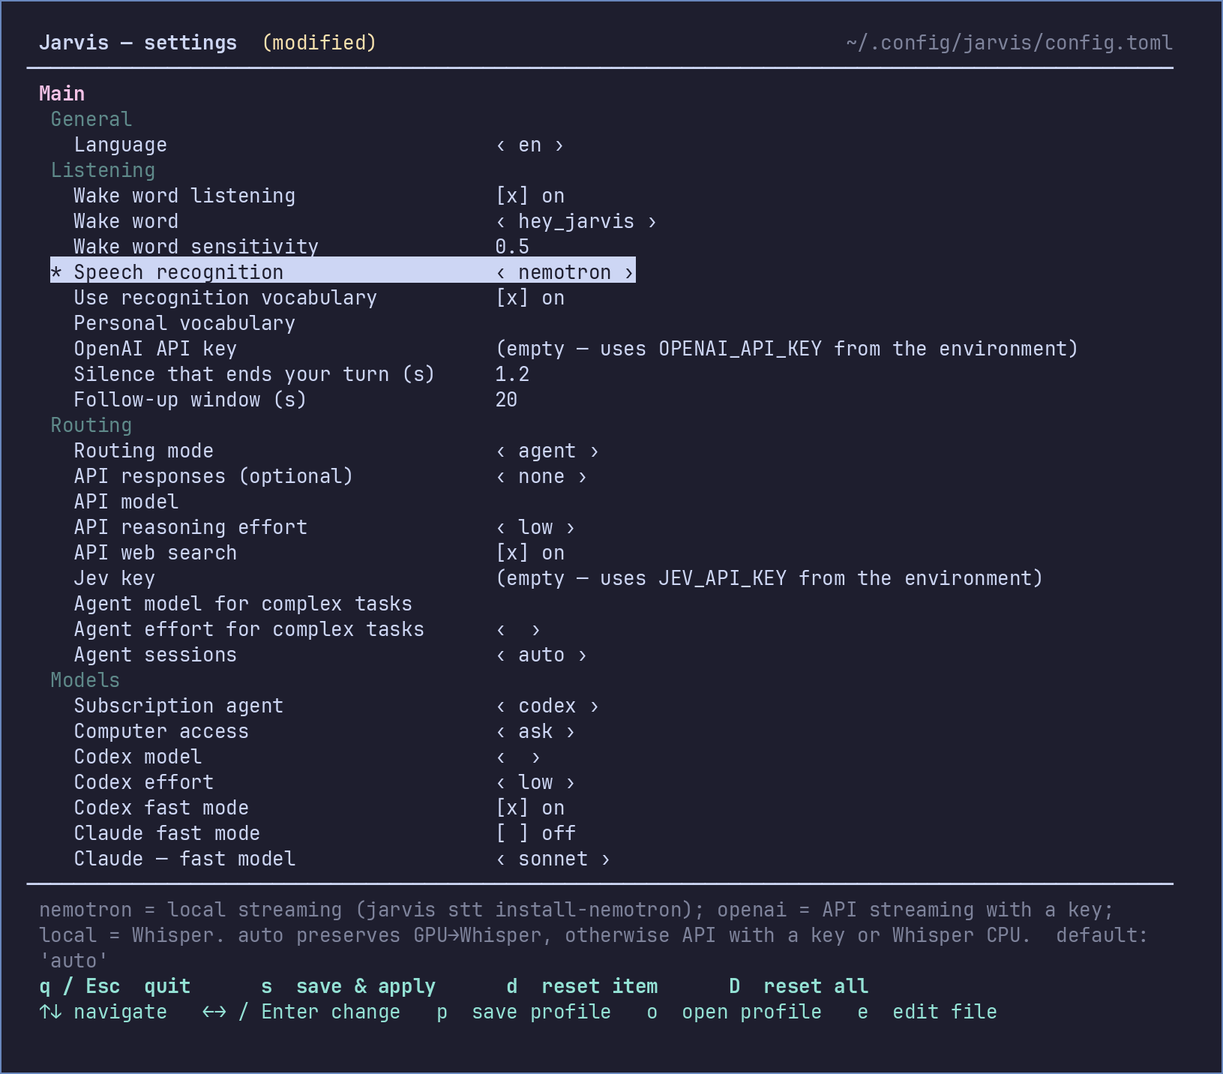 Jarvis — settings  (modified)  ~/.config/jarvis/config.toml
Main
General
Language  ‹ en ›
Listening
Wake word listening  [x] on
Wake word  ‹ hey_jarvis ›
Wake word sensitivity  0.5
* Speech recognition  ‹ nemotron ›
Use recognition vocabulary  [x] on
Personal vocabulary
OpenAI API key  (empty — uses OPENAI_API_KEY from the environment)
Silence that ends your turn (s)  1.2
Follow-up window (s)  20
Routing
Routing mode  ‹ agent ›
API responses (optional)  ‹ none ›
API model
API reasoning effort  ‹ low ›
API web search  [x] on
Jev key  (empty — uses JEV_API_KEY from the environment)
Agent model for complex tasks
Agent effort for complex tasks  ‹  ›
Agent sessions  ‹ auto ›
Models
Subscription agent  ‹ codex ›
Computer access  ‹ ask ›
Codex model  ‹  ›
Codex effort  ‹ low ›
Codex fast mode  [x] on
Claude fast mode  [ ] off
Claude — fast model  ‹ sonnet ›
nemotron = local streaming (jarvis stt install-nemotron); openai = API streaming with a key;
local = Whisper. auto preserves GPU→Whisper, otherwise API with a key or Whisper CPU.  default:
'auto'
q / Esc  quit  s  save & apply  d  reset item  D  reset all
↑↓ navigate  ←→ / Enter change  p  save profile  o  open profile  e  edit file